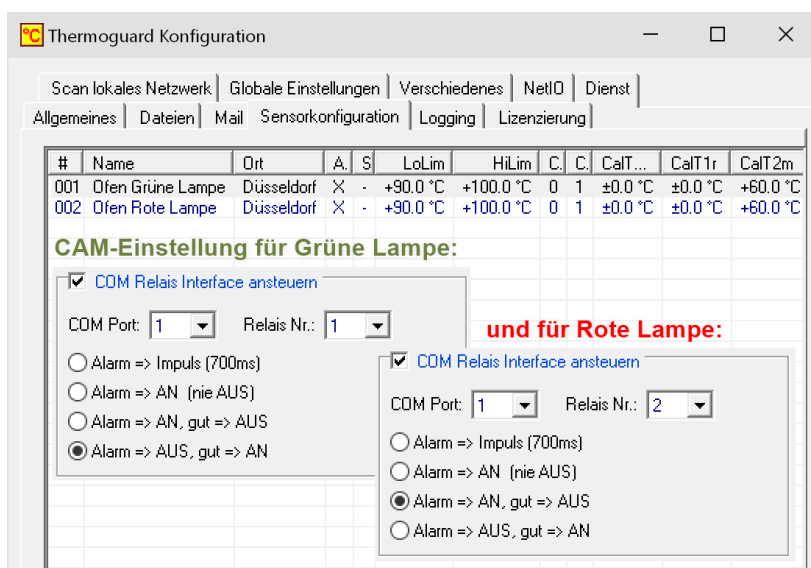 °C Thermoguard Konfiguration
Scan lokales Netzwerk Globale Einstellungen Verschiedenes NetIO Dienst
Allgemeines Dateien Mail Sensorkonfiguration Logging Lizenzierung
# Name Ort A. S LoLim HiLim C. C. CalT... CalT1r CalT2m
001 Ofen Grüne Lampe Düsseldorf X - +90.0 °C +100.0 °C 0 1 ±0.0 °C ±0.0 °C +60.0 °C
002 Ofen Rote Lampe Düsseldorf X - +90.0 °C +100.0 °C 0 1 ±0.0 °C ±0.0 °C +60.0 °C
CAM-Einstellung für Grüne Lampe:
COM Relais Interface ansteuern
COM Port: 1 Relais Nr.: 1
Alarm => Impuls (700ms)
Alarm => AN (nie AUS)
Alarm => AN, gut => AUS
Alarm => AUS, gut => AN
und für Rote Lampe:
COM Relais Interface ansteuern
COM Port: 1 Relais Nr.: 2
Alarm => Impuls (700ms)
Alarm => AN (nie AUS)
Alarm => AN, gut => AUS
Alarm => AUS, gut => AN